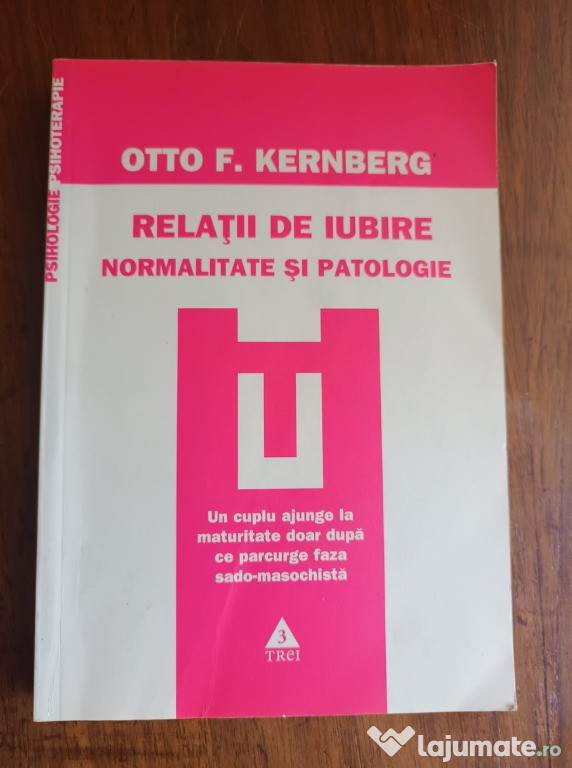 PSIHOLOGIE PSIHOTERAPIE
OTTO F. KERNBERG
RELAŢII DE IUBIRE
NORMALITATE ŞI PATOLOGIE
Un cuplu ajunge la
maturitate doar după
ce parcurge faza
sado-masochistă
3
TREI
lajumate.ro